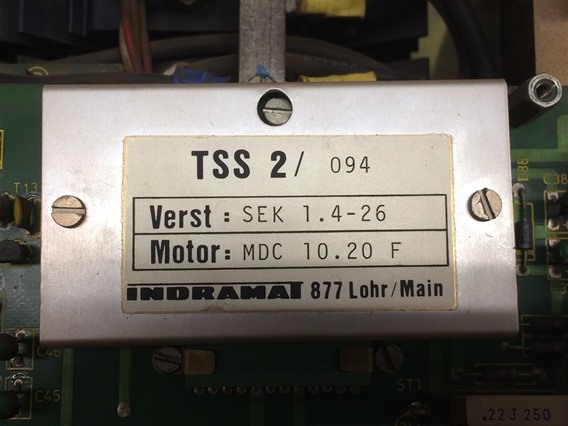 TSS 2/ 094
Verst : SEK 1.4-26
Motor: MDC 10.20 F
INDRAMAT 877 Lohr/Main
T13
D88
C38
C46
C45
ST1
.22J 250